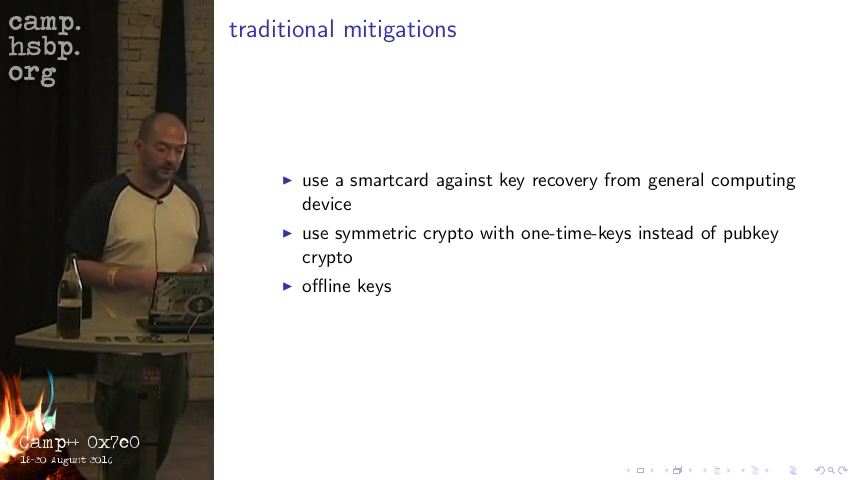 camp.
hsbp.
org
traditional mitigations
use a smartcard against key recovery from general computing
device
use symmetric crypto with one-time-keys instead of pubkey
crypto
offline keys
Camp++ 0x7e0
18-20 August 2016